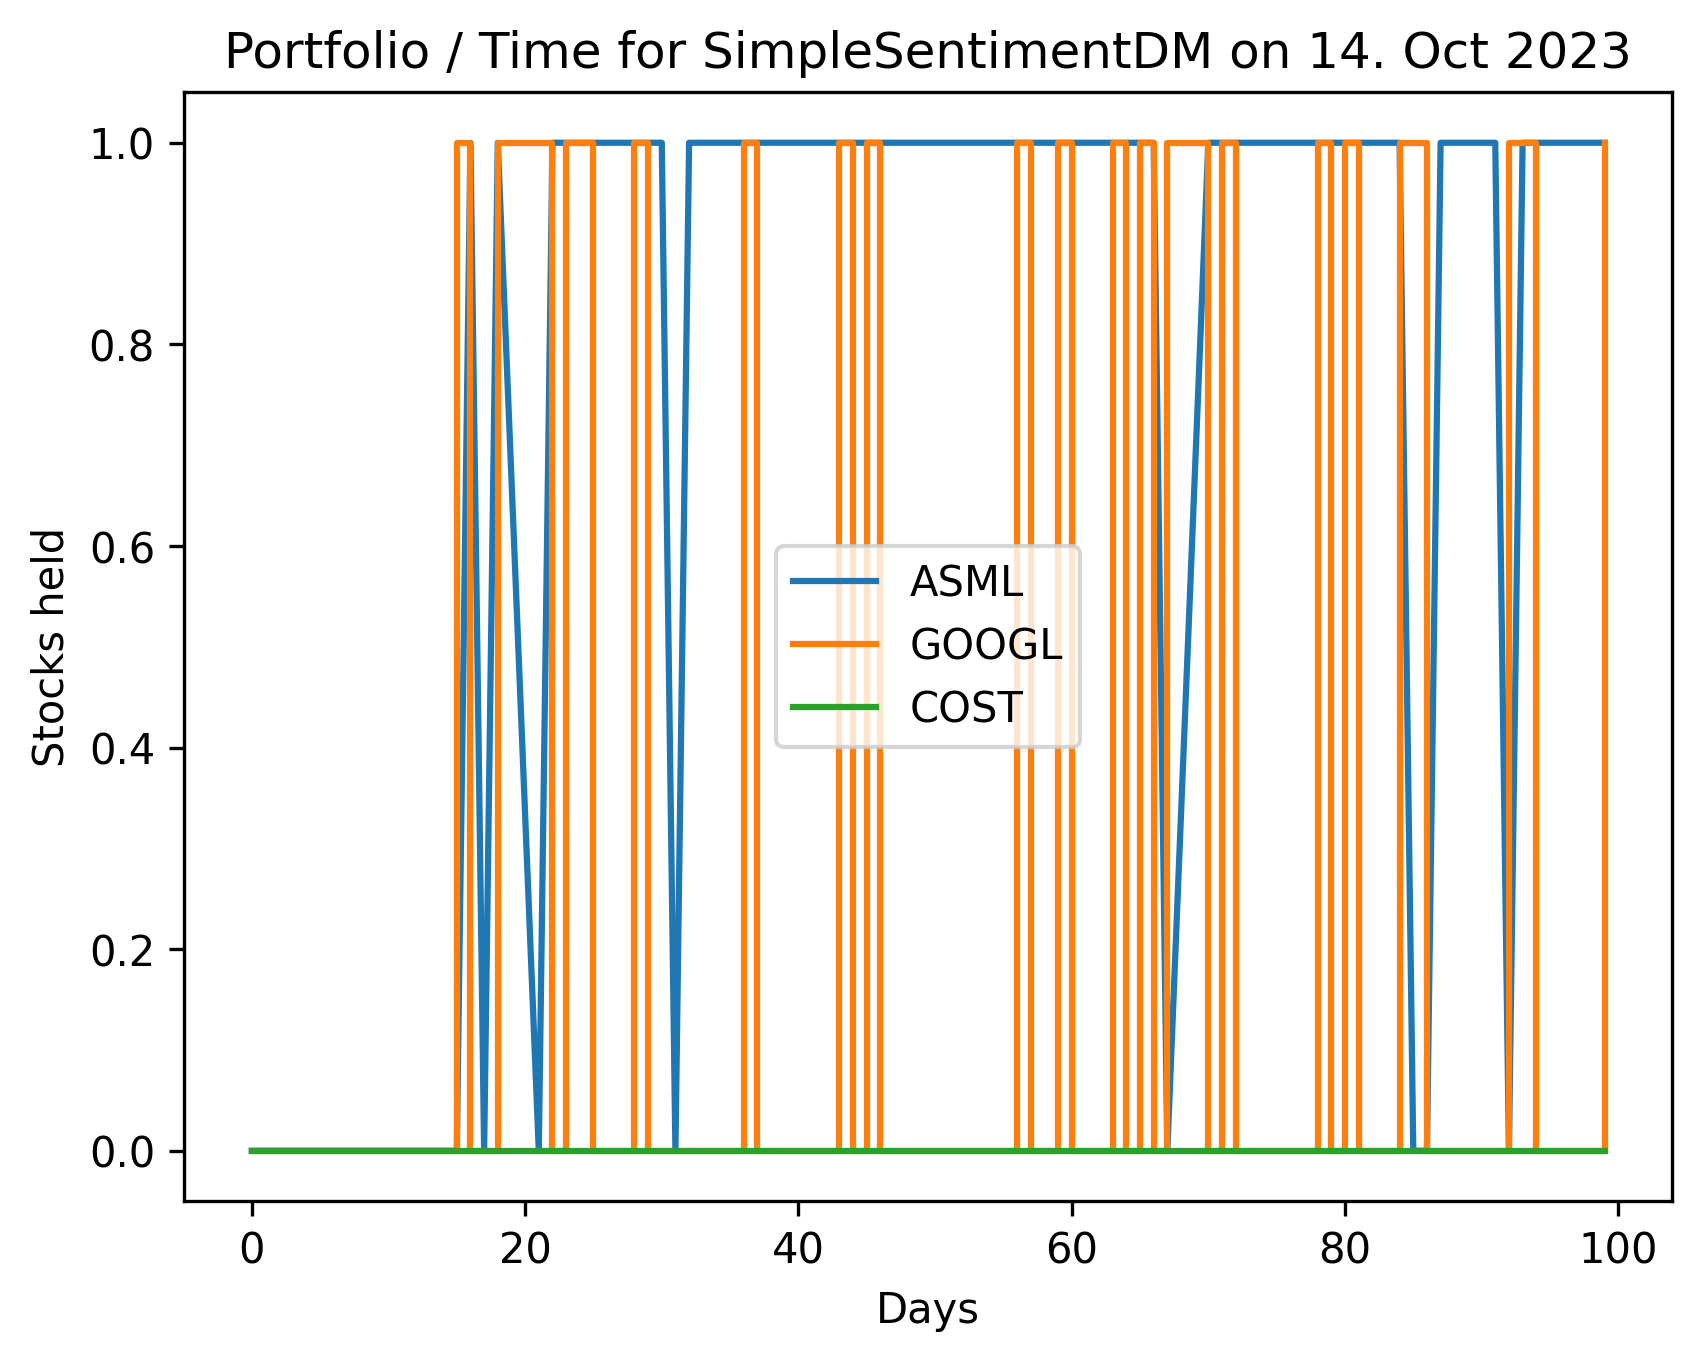 Portfolio / Time for SimpleSentimentDM on 14. Oct 2023
1.0
0.8
0.6
0.4
0.2
0.0
Stocks held
ASML
GOOGL
COST
0 20 40 60 80 100
Days